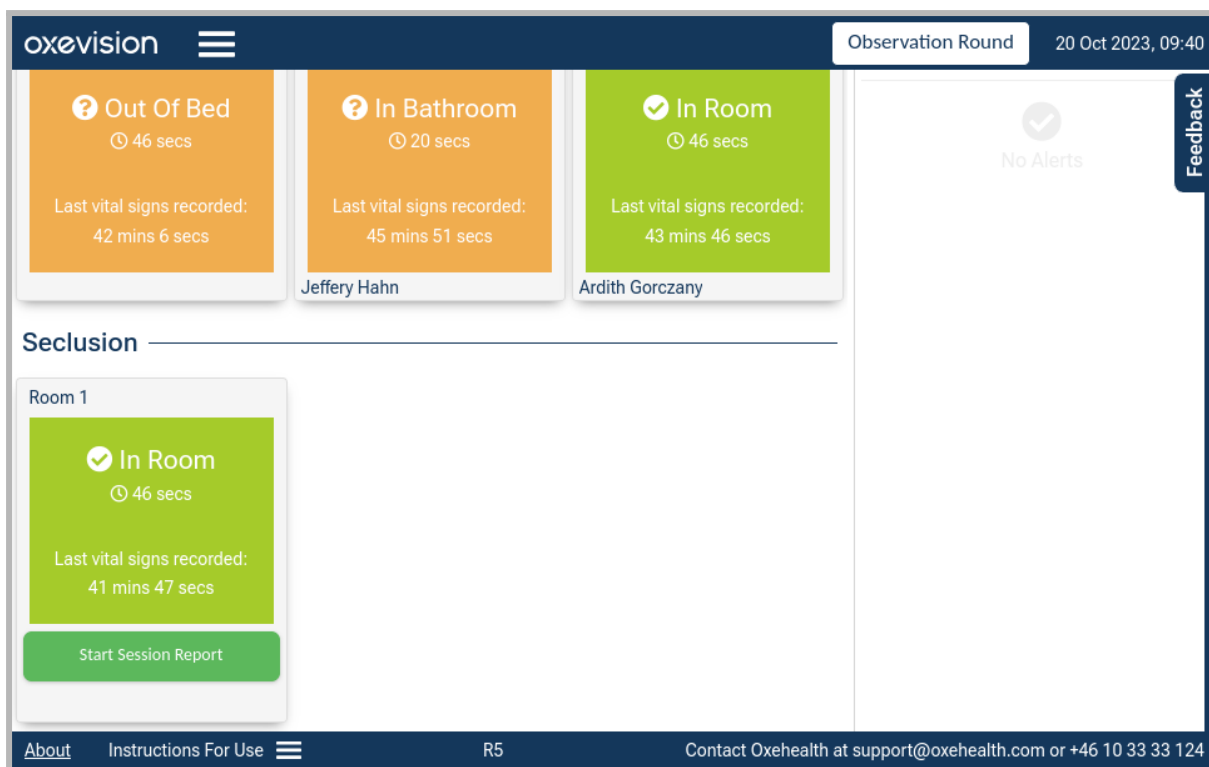 oxevision
Observation Round
20 Oct 2023, 09:40
Out Of Bed
46 secs
Last vital signs recorded:
42 mins 6 secs
In Bathroom
20 secs
Last vital signs recorded:
45 mins 51 secs
Jeffery Hahn
In Room
46 secs
Last vital signs recorded:
43 mins 46 secs
Ardith Gorczany
No Alerts
Feedback
Seclusion
Room 1
In Room
46 secs
Last vital signs recorded:
41 mins 47 secs
Start Session Report
About
Instructions For Use
R5
Contact Oxehealth at support@oxehealth.com or +46 10 33 33 124